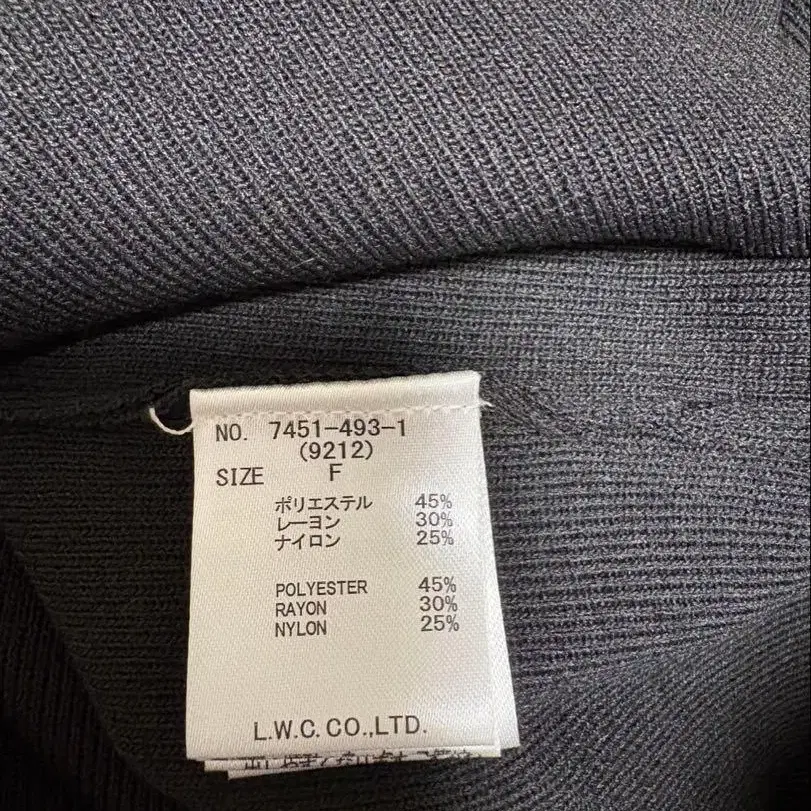 NO. 7451-493-1
(9212)
SIZE F
ポリエステル 45%
レーヨン 30%
ナイロン 25%
POLYESTER 45%
RAYON 30%
NYLON 25%
L.W.C.CO.,LTD.